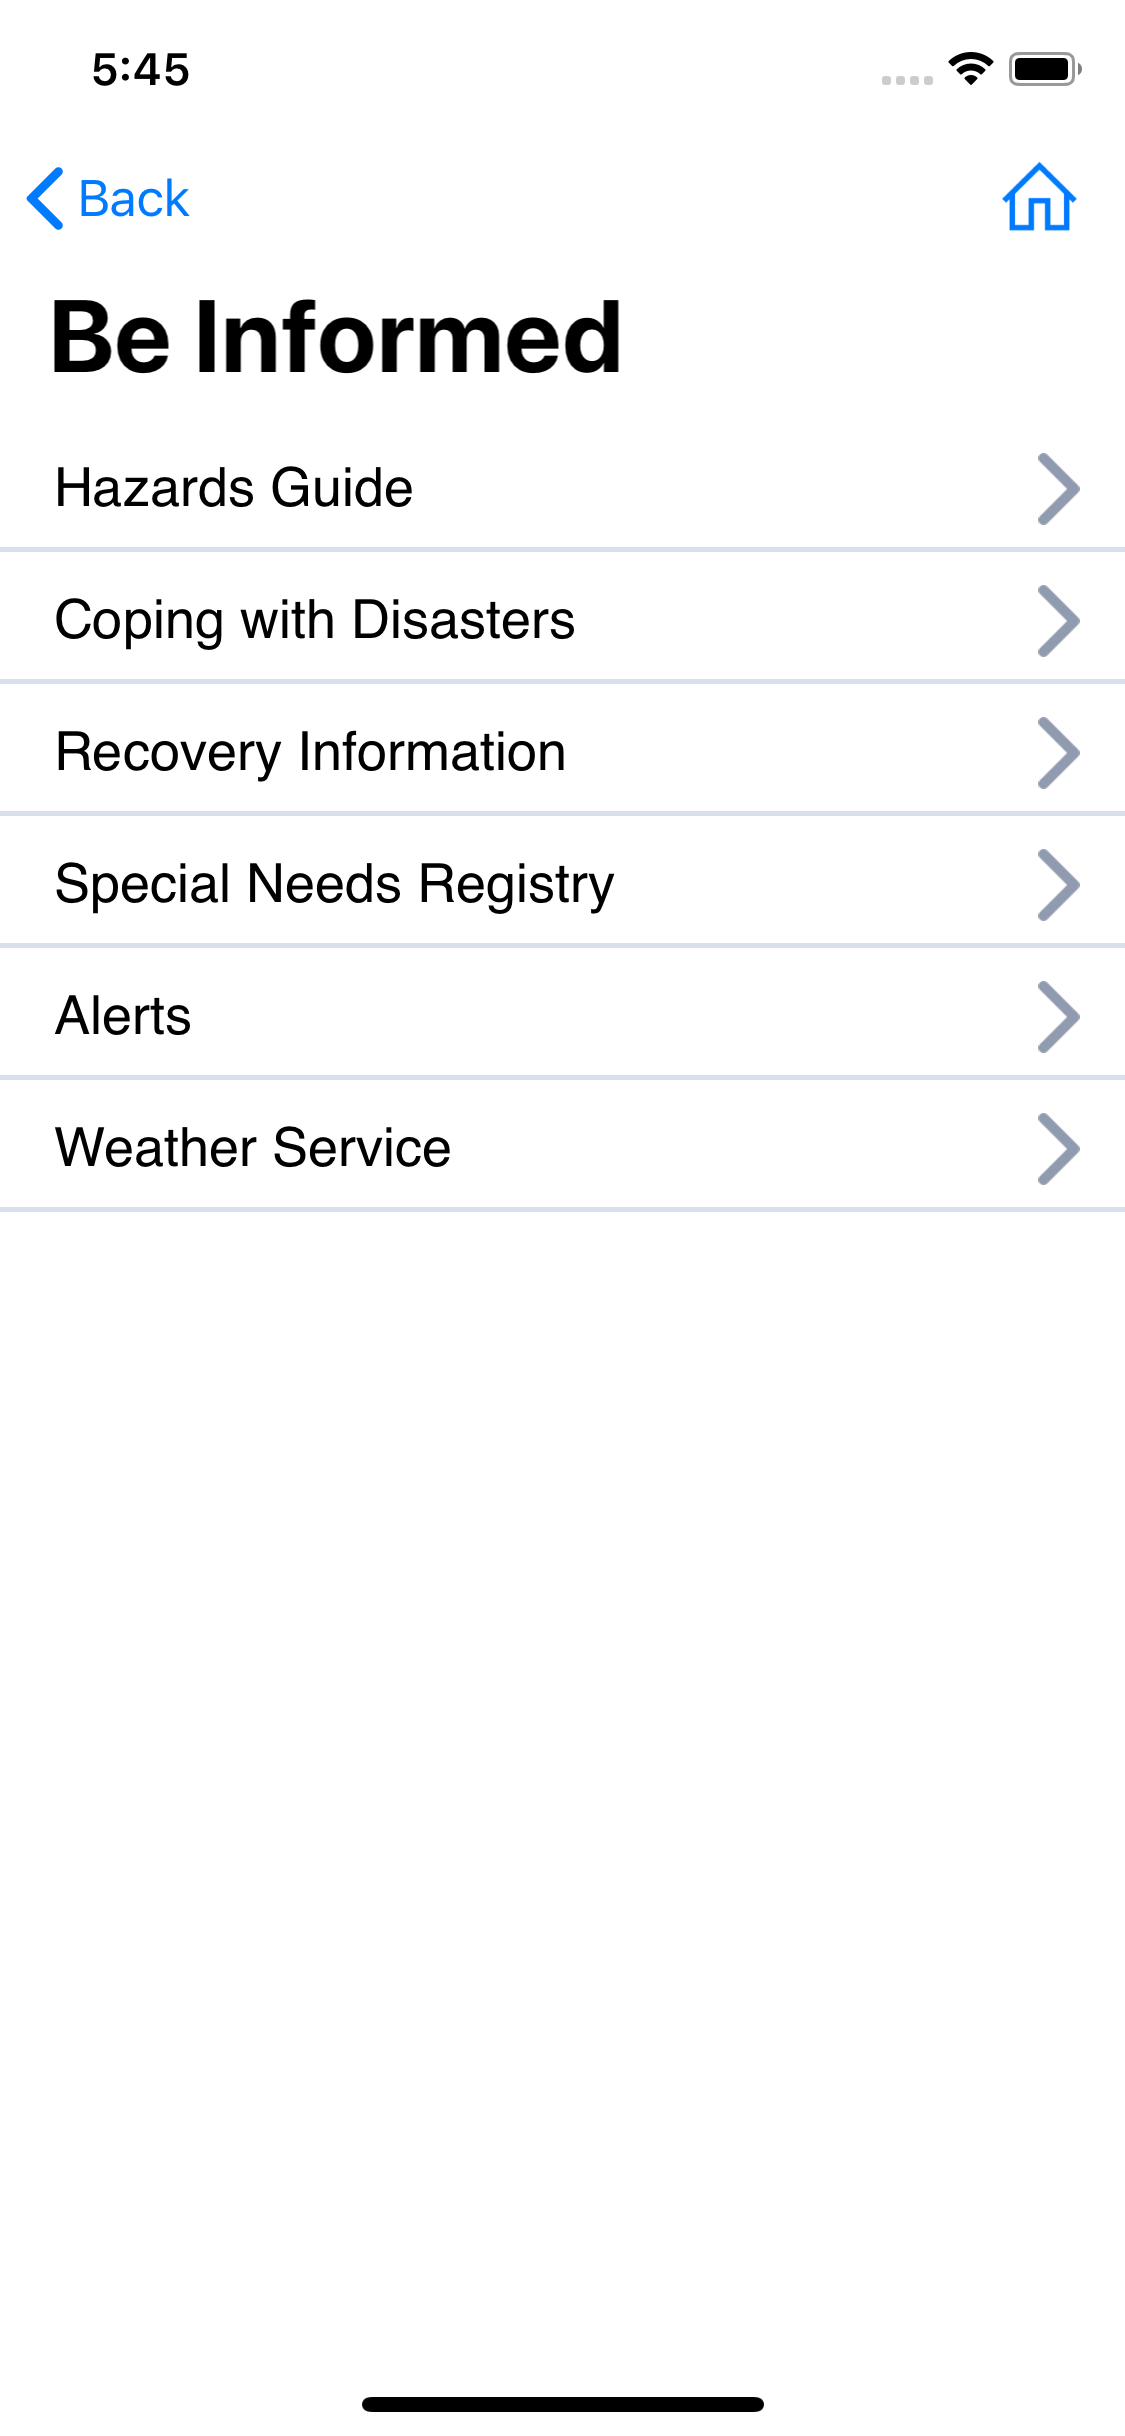 5:45
Back
Be Informed
Hazards Guide
Coping with Disasters
Recovery Information
Special Needs Registry
Alerts
Weather Service